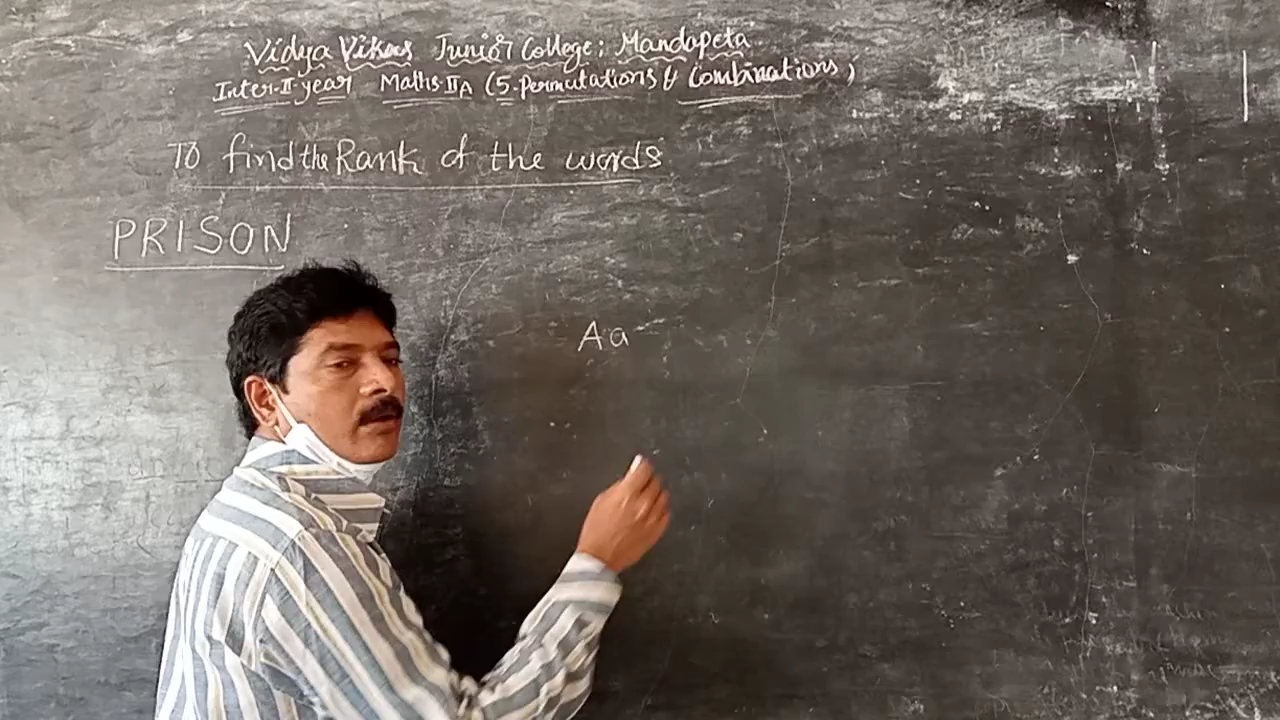 Vidya Vikas Junior College; Mandapeta
Inter-II-year Maths-IIA (5-Permutations & Combinations)
To find the Rank of the words
PRISON
Aa